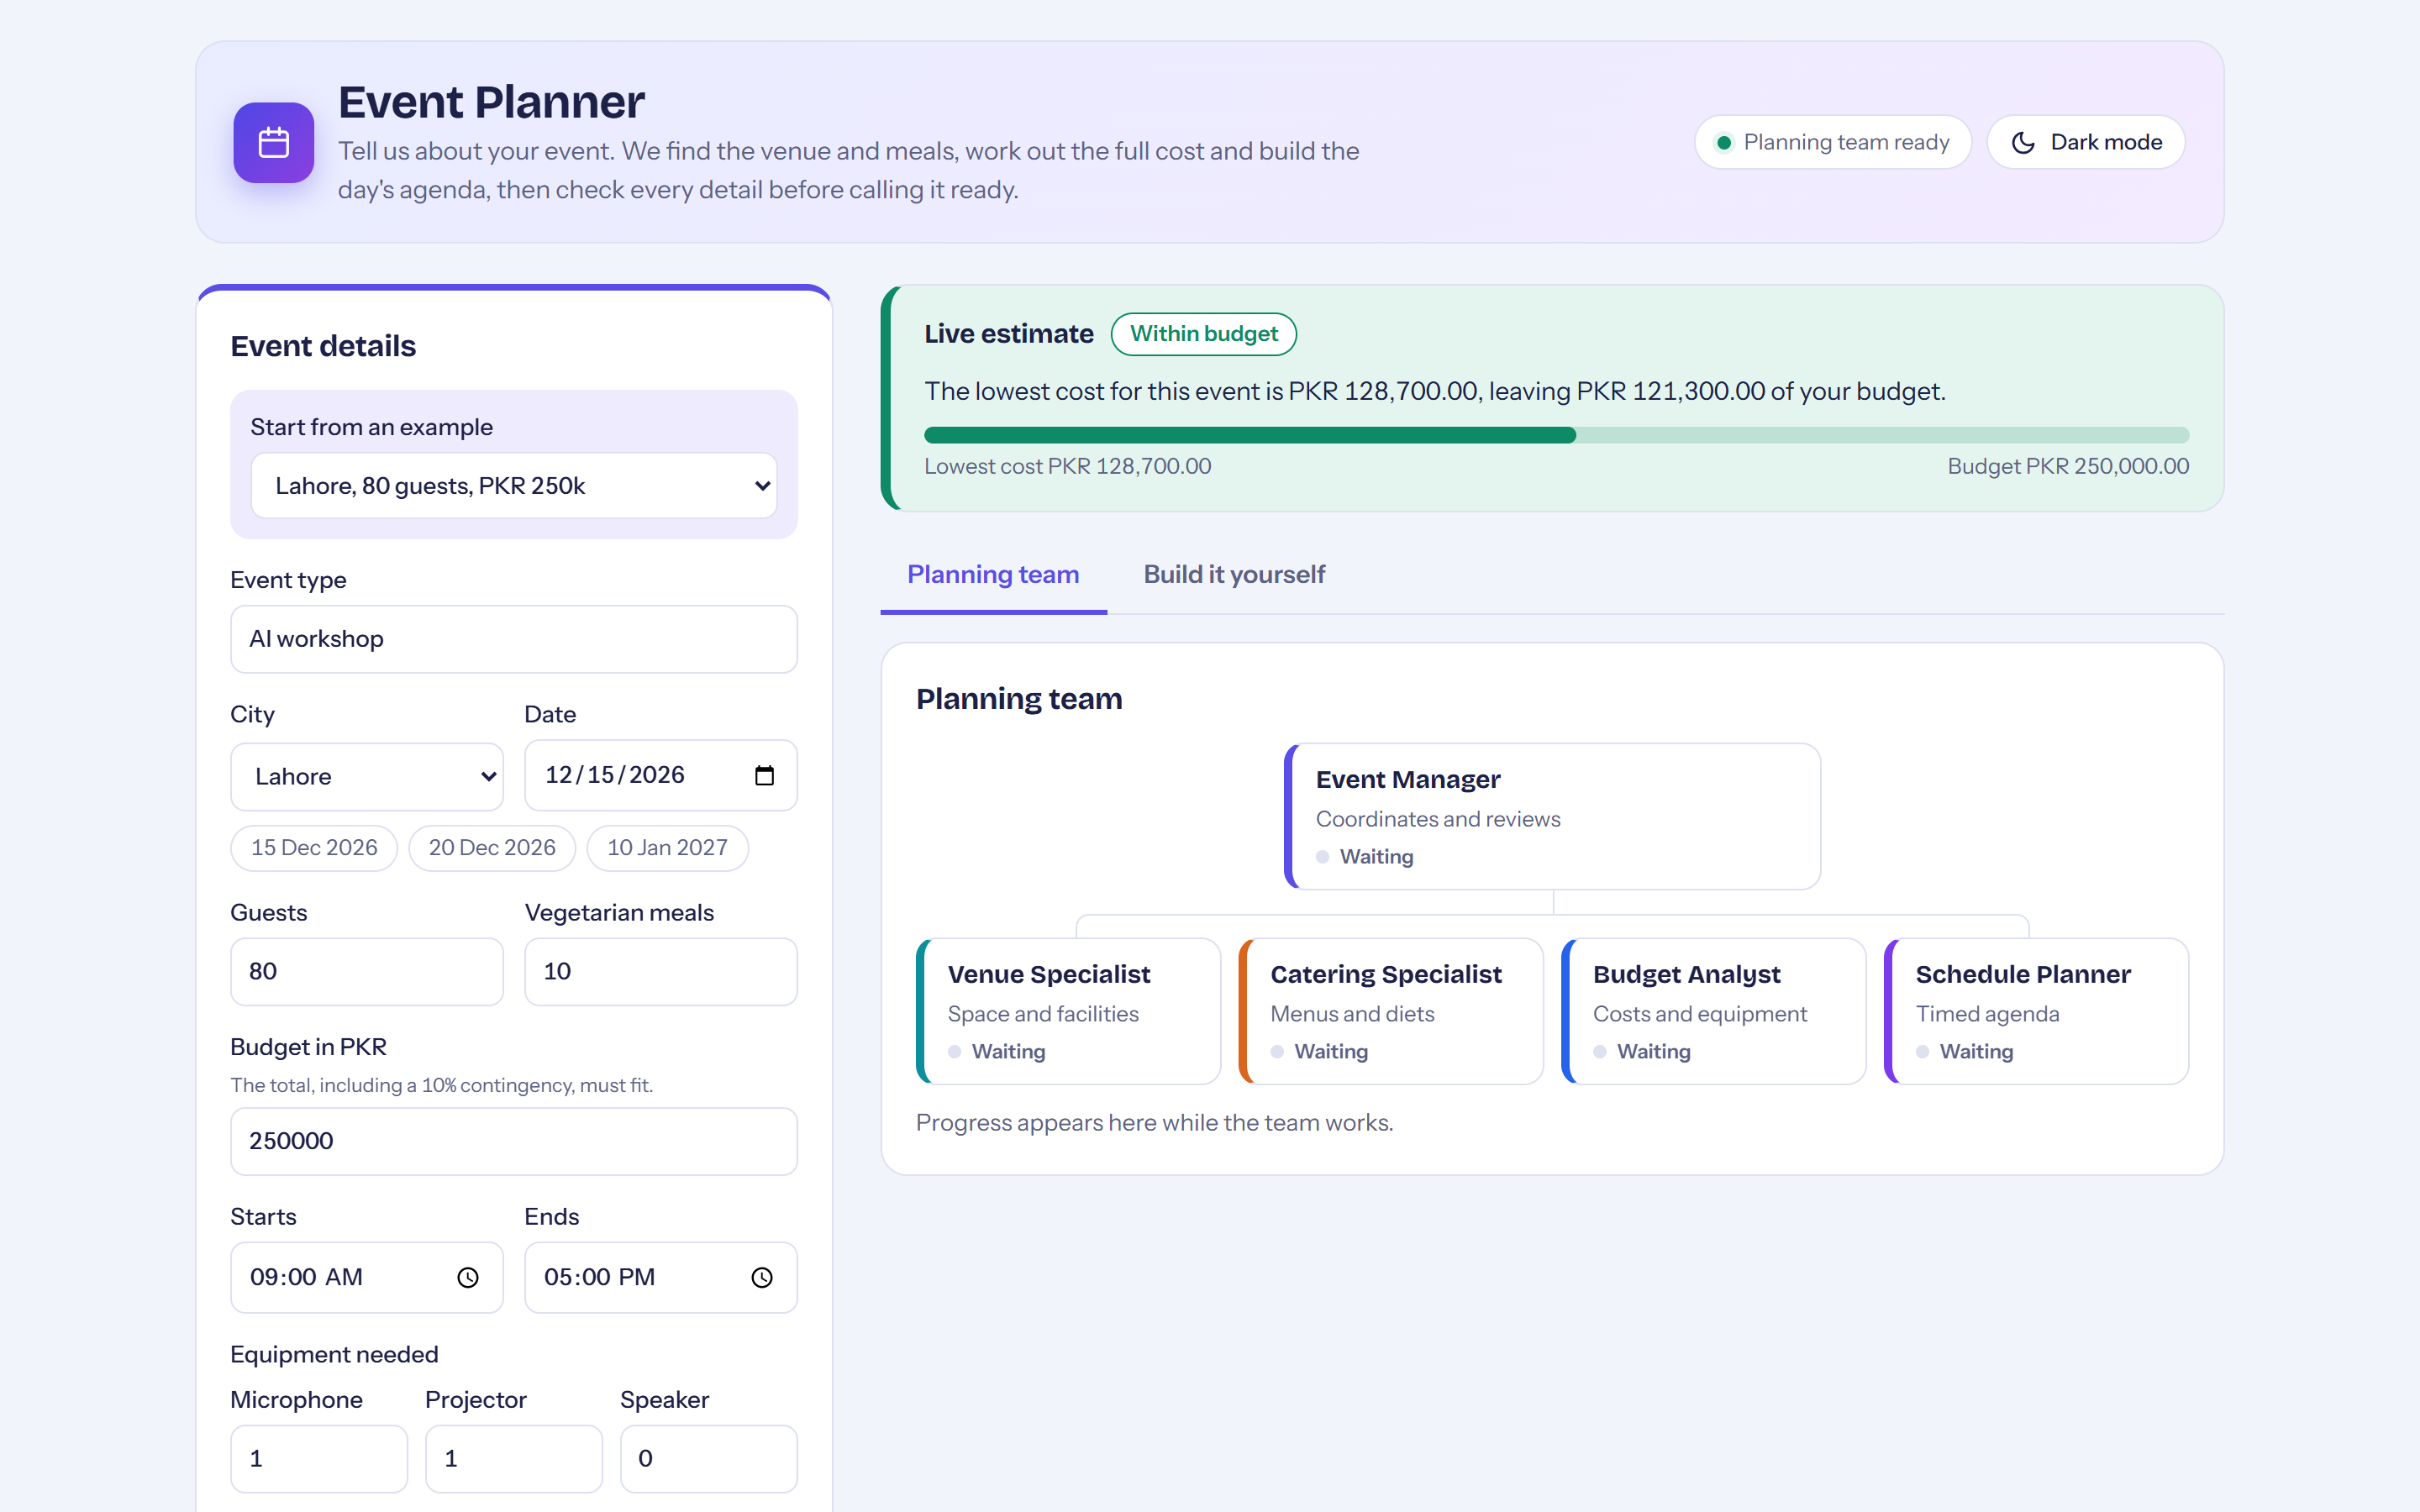 Event Planner
Tell us about your event. We find the venue and meals, work out the full cost and build the
day's agenda, then check every detail before calling it ready.
Planning team ready
Dark mode
Event details
Start from an example
Lahore, 80 guests, PKR 250k
Event type
AI workshop
City
Date
Lahore
12/15/2026
15 Dec 2026
20 Dec 2026
10 Jan 2027
Guests
Vegetarian meals
80
10
Budget in PKR
The total, including a 10% contingency, must fit.
250000
Starts
Ends
09:00 AM
05:00 PM
Equipment needed
Microphone
Projector
Speaker
1
1
0
Live estimate
Within budget
The lowest cost for this event is PKR 128,700.00, leaving PKR 121,300.00 of your budget.
Lowest cost PKR 128,700.00
Budget PKR 250,000.00
Planning team
Build it yourself
Planning team
Event Manager
Coordinates and reviews
Waiting
Venue Specialist
Space and facilities
Waiting
Catering Specialist
Menus and diets
Waiting
Budget Analyst
Costs and equipment
Waiting
Schedule Planner
Timed agenda
Waiting
Progress appears here while the team works.